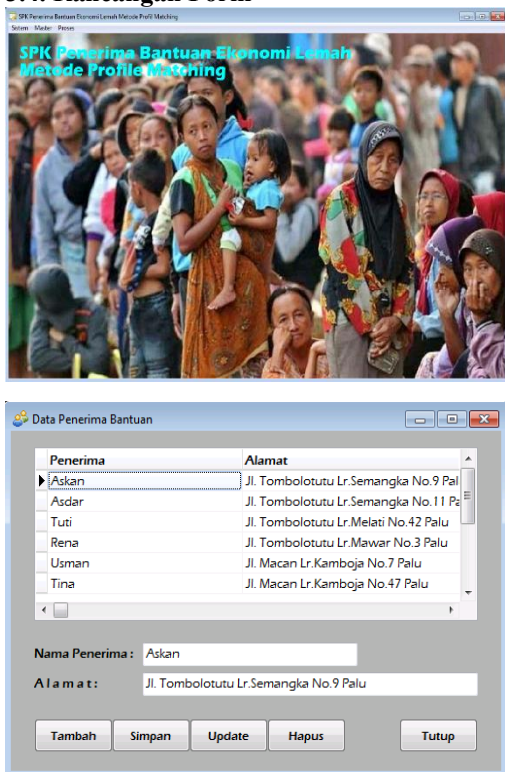 SPK Penerima Bantuan Ekonomi Lemah Metode Profil Matching
Sistem Master Proses
SPK Penerima Bantuan Ekonomi Lemah
Metode Profile Matching
Data Penerima Bantuan
Penerima Alamat
Askan Jl. Tombolotutu Lr.Semangka No.9 Pal
Asdar Jl. Tombolotutu Lr.Semangka No.11 Pa
Tuti Jl. Tombolotutu Lr.Melati No.42 Palu
Rena Jl. Tombolotutu Lr.Mawar No.3 Palu
Usman Jl. Macan Lr.Kamboja No.7 Palu
Tina Jl. Macan Lr.Kamboja No.47 Palu
Nama Penerima : Askan
A l a m a t : Jl. Tombolotutu Lr.Semangka No.9 Palu
Tambah Simpan Update Hapus Tutup